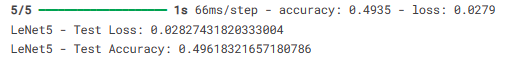 5/5 ━━━━━━━━━━━━━━━━━━━━ 1s 66ms/step - accuracy: 0.4935 - loss: 0.0279
LeNet5 - Test Loss: 0.02827431820333004
LeNet5 - Test Accuracy: 0.49618321657180786